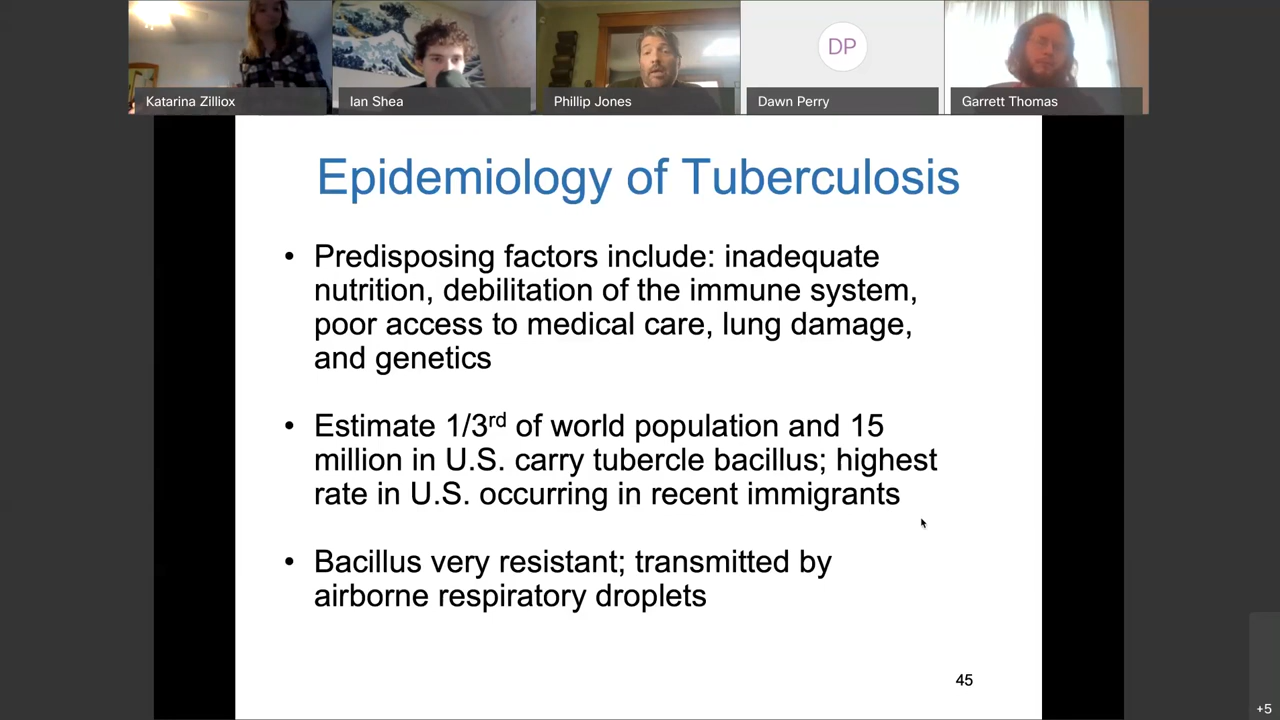 Katarina Zilliox
Ian Shea
Phillip Jones
DP
Dawn Perry
Garrett Thomas
Epidemiology of Tuberculosis
• Predisposing factors include: inadequate
nutrition, debilitation of the immune system,
poor access to medical care, lung damage,
and genetics
• Estimate 1/3rd of world population and 15
million in U.S. carry tubercle bacillus; highest
rate in U.S. occurring in recent immigrants
• Bacillus very resistant; transmitted by
airborne respiratory droplets
45
+5